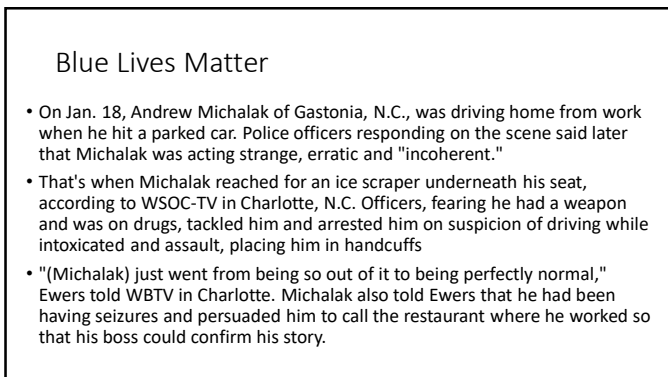 Blue Lives Matter
• On Jan. 18, Andrew Michalak of Gastonia, N.C., was driving home from work
when he hit a parked car. Police officers responding on the scene said later
that Michalak was acting strange, erratic and "incoherent."
• That's when Michalak reached for an ice scraper underneath his seat,
according to WSOC-TV in Charlotte, N.C. Officers, fearing he had a weapon
and was on drugs, tackled him and arrested him on suspicion of driving while
intoxicated and assault, placing him in handcuffs
• "(Michalak) just went from being so out of it to being perfectly normal,"
Ewers told WBTV in Charlotte. Michalak also told Ewers that he had been
having seizures and persuaded him to call the restaurant where he worked so
that his boss could confirm his story.